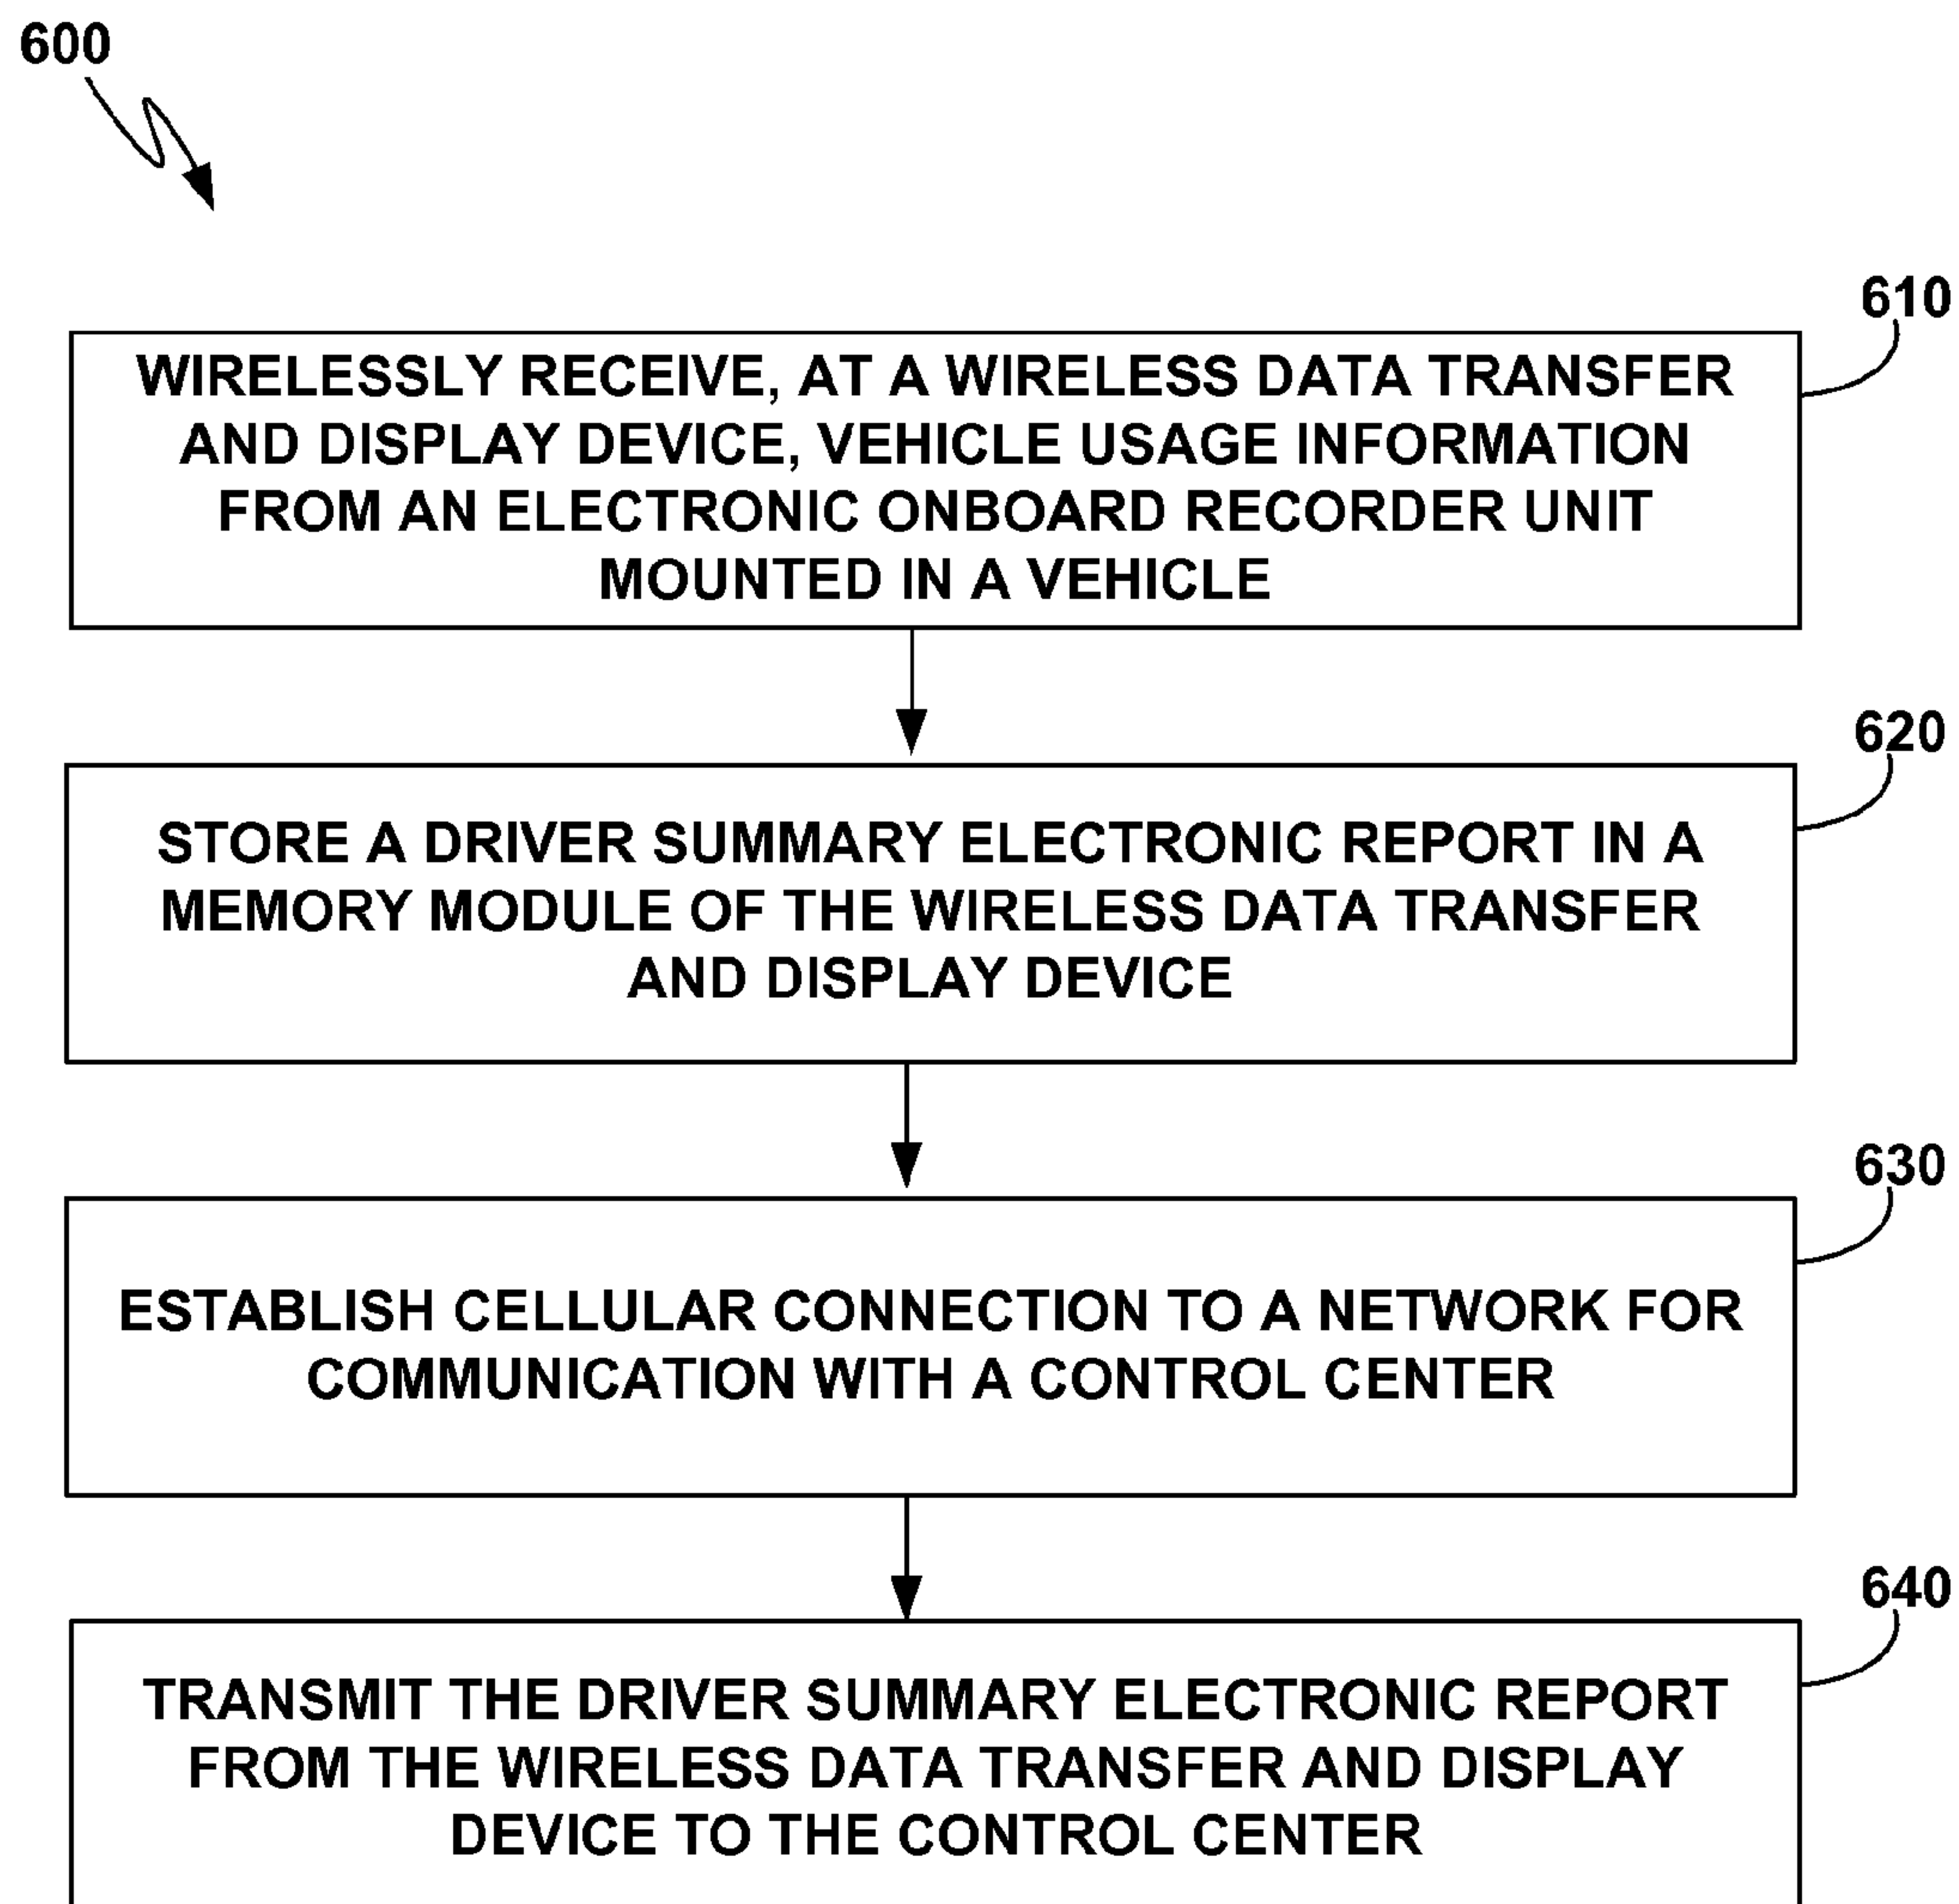 600
610
WIRELESSLY RECEIVE, AT A WIRELESS DATA TRANSFER
AND DISPLAY DEVICE, VEHICLE USAGE INFORMATION
FROM AN ELECTRONIC ONBOARD RECORDER UNIT
MOUNTED IN A VEHICLE
620
STORE A DRIVER SUMMARY ELECTRONIC REPORT IN A
MEMORY MODULE OF THE WIRELESS DATA TRANSFER
AND DISPLAY DEVICE
630
ESTABLISH CELLULAR CONNECTION TO A NETWORK FOR
COMMUNICATION WITH A CONTROL CENTER
640
TRANSMIT THE DRIVER SUMMARY ELECTRONIC REPORT
FROM THE WIRELESS DATA TRANSFER AND DISPLAY
DEVICE TO THE CONTROL CENTER